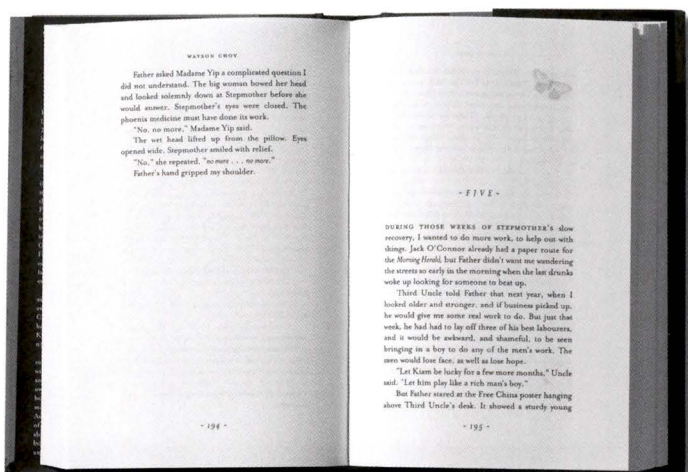 WAYSON CHOY
Father asked Madame Yip a complicated question I
did not understand. The big woman bowed her head
and looked solemnly down at Stepmother before she
would answer. Stepmother's eyes were closed. The
phoenix medicine must have done its work.
"No, no more," Madame Yip said.
The wet head lifted up from the pillow. Eyes
opened wide. Stepmother smiled with relief.
"No," she repeated, "no more . . . no more."
Father's hand gripped my shoulder.
- 194 -
- FIVE -
DURING THOSE WEEKS OF STEPMOTHER'S slow
recovery, I wanted to do more work, to help out with
things. Jack O'Connor already had a paper route for
the Morning Herald, but Father didn't want me wandering
the streets so early in the morning when the last drunks
woke up looking for someone to beat up.
Third Uncle told Father that next year, when I
looked older and stronger, and if business picked up,
he would give me some real work to do. But just that
week, he had had to lay off three of his best labourers,
and it would be awkward, and shameful, to be seen
bringing in a boy to do any of the men's work. The
men would lose face, as well as lose hope.
"Let Kiam be lucky for a few more months," Uncle
said. "Let him play like a rich man's boy."
But Father stared at the Free China poster hanging
above Third Uncle's desk. It showed a sturdy young
- 195 -